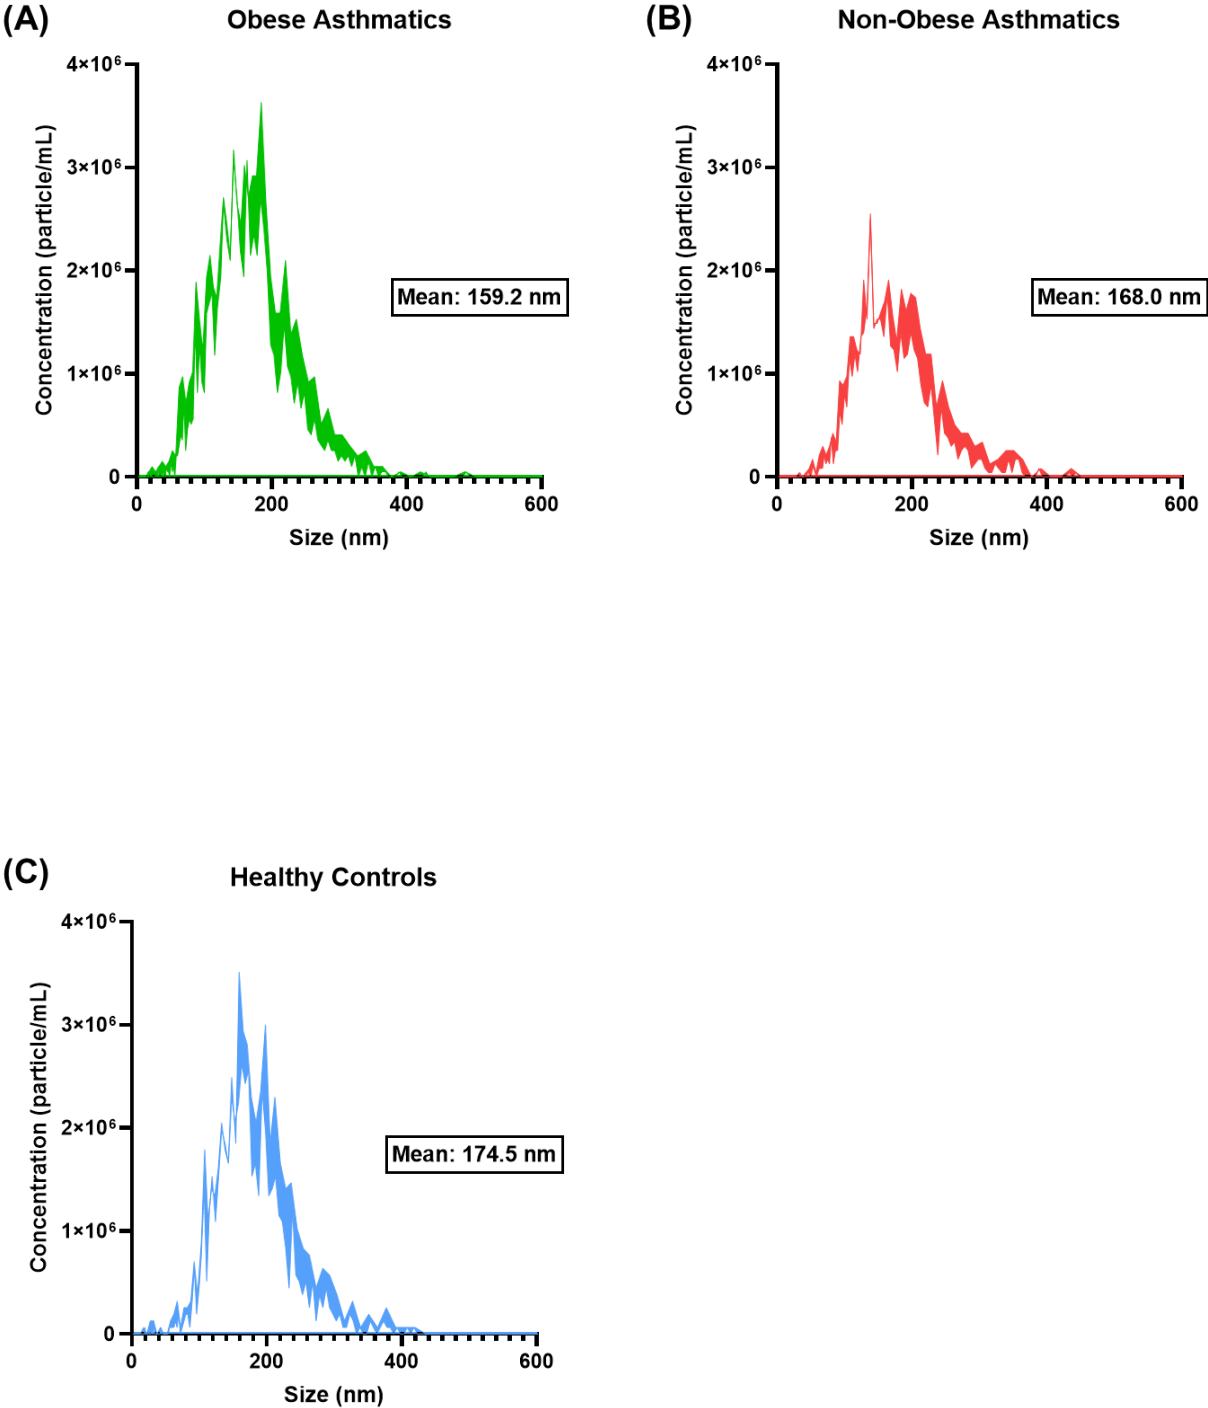 (A)
Obese Asthmatics
4×10⁶
3×10⁶
2×10⁶
1×10⁶
0
Concentration (particle/mL)
Mean: 159.2 nm
0 200 400 600
Size (nm)
(B)
Non-Obese Asthmatics
4×10⁶
3×10⁶
2×10⁶
1×10⁶
0
Concentration (particle/mL)
Mean: 168.0 nm
0 200 400 600
Size (nm)
(C)
Healthy Controls
4×10⁶
3×10⁶
2×10⁶
1×10⁶
0
Concentration (particle/mL)
Mean: 174.5 nm
0 200 400 600
Size (nm)